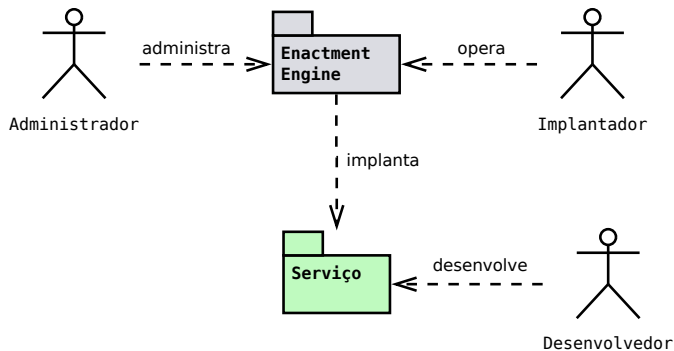 administra
Enactment
Engine
opera
Administrador
Implantador
implanta
Serviço
desenvolve
Desenvolvedor